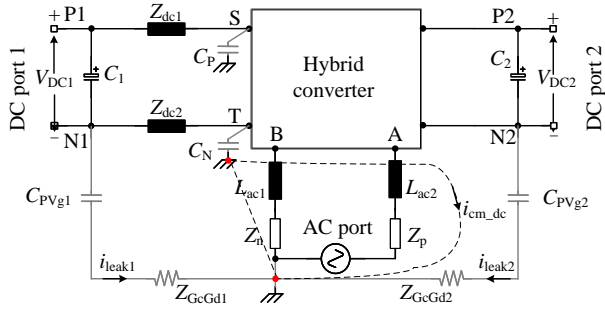 + P1 Z_dc1 S P2 +
C_P
DC port 1
V_DC1
C_1
+
Hybrid
converter
C_2
+
V_DC2
DC port 2
Z_dc2
T
- N1
C_N
B A
N2 -
C_PVg1
L_ac1 L_ac2
C_PVg2
i_cm_dc
Z_n AC port Z_p
i_leak1
i_leak2
Z_GcGd1 Z_GcGd2